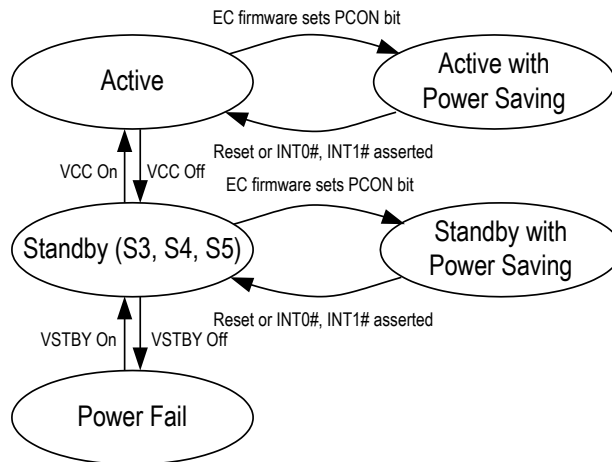 EC firmware sets PCON bit
Active
Active with
Power Saving
Reset or INT0#, INT1# asserted
VCC On
VCC Off
EC firmware sets PCON bit
Standby (S3, S4, S5)
Standby with
Power Saving
Reset or INT0#, INT1# asserted
VSTBY On
VSTBY Off
Power Fail